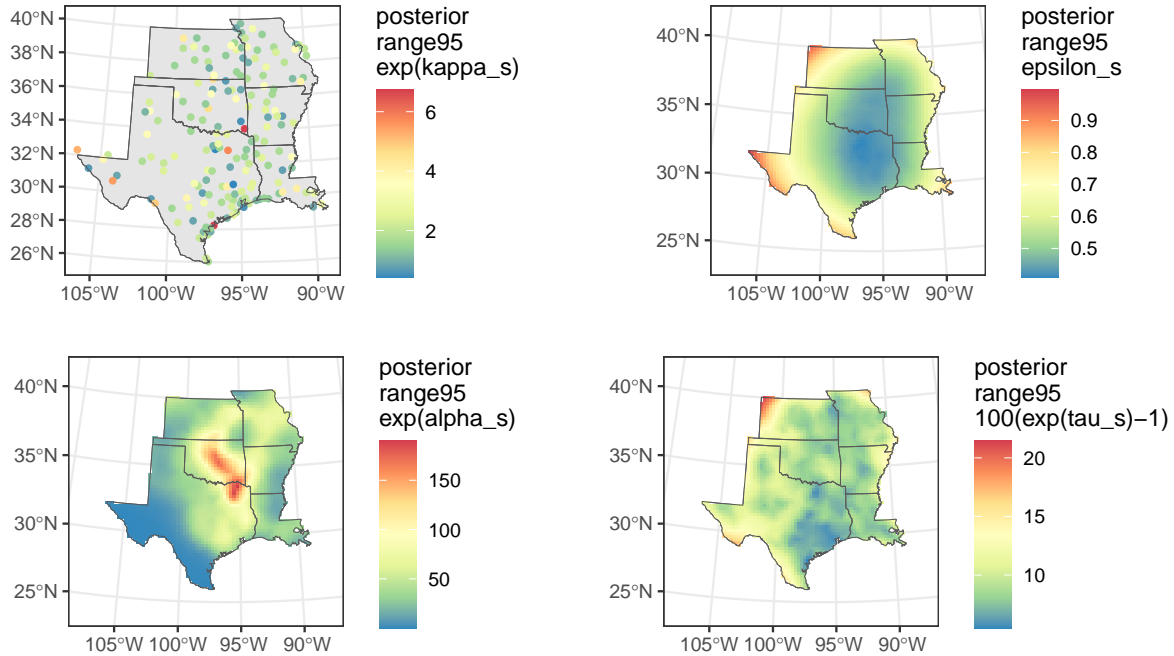 posterior
range95
exp(kappa_s)
6
4
2
40°N
38°N
36°N
34°N
32°N
30°N
28°N
26°N
105°W 100°W 95°W 90°W
posterior
range95
epsilon_s
0.9
0.8
0.7
0.6
0.5
40°N
35°N
30°N
25°N
105°W 100°W 95°W 90°W
posterior
range95
exp(alpha_s)
150
100
50
40°N
35°N
30°N
25°N
105°W 100°W 95°W 90°W
posterior
range95
100(exp(tau_s)−1)
20
15
10
40°N
35°N
30°N
25°N
105°W 100°W 95°W 90°W